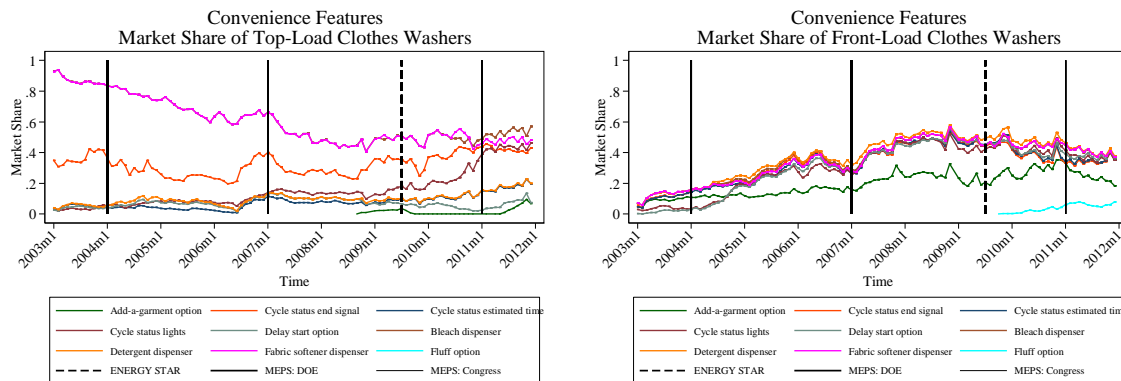 Convenience Features
Market Share of Top-Load Clothes Washers
Market Share
1
.8
.6
.4
.2
0
2003m1
2004m1
2005m1
2006m1
2007m1
2008m1
2009m1
2010m1
2011m1
2012m1
Time
Add-a-garment option
Cycle status end signal
Cycle status estimated time
Cycle status lights
Delay start option
Bleach dispenser
Detergent dispenser
Fabric softener dispenser
Fluff option
ENERGY STAR
MEPS: DOE
MEPS: Congress
Convenience Features
Market Share of Front-Load Clothes Washers
Market Share
1
.8
.6
.4
.2
0
2003m1
2004m1
2005m1
2006m1
2007m1
2008m1
2009m1
2010m1
2011m1
2012m1
Time
Add-a-garment option
Cycle status end signal
Cycle status estimated time
Cycle status lights
Delay start option
Bleach dispenser
Detergent dispenser
Fabric softener dispenser
Fluff option
ENERGY STAR
MEPS: DOE
MEPS: Congress